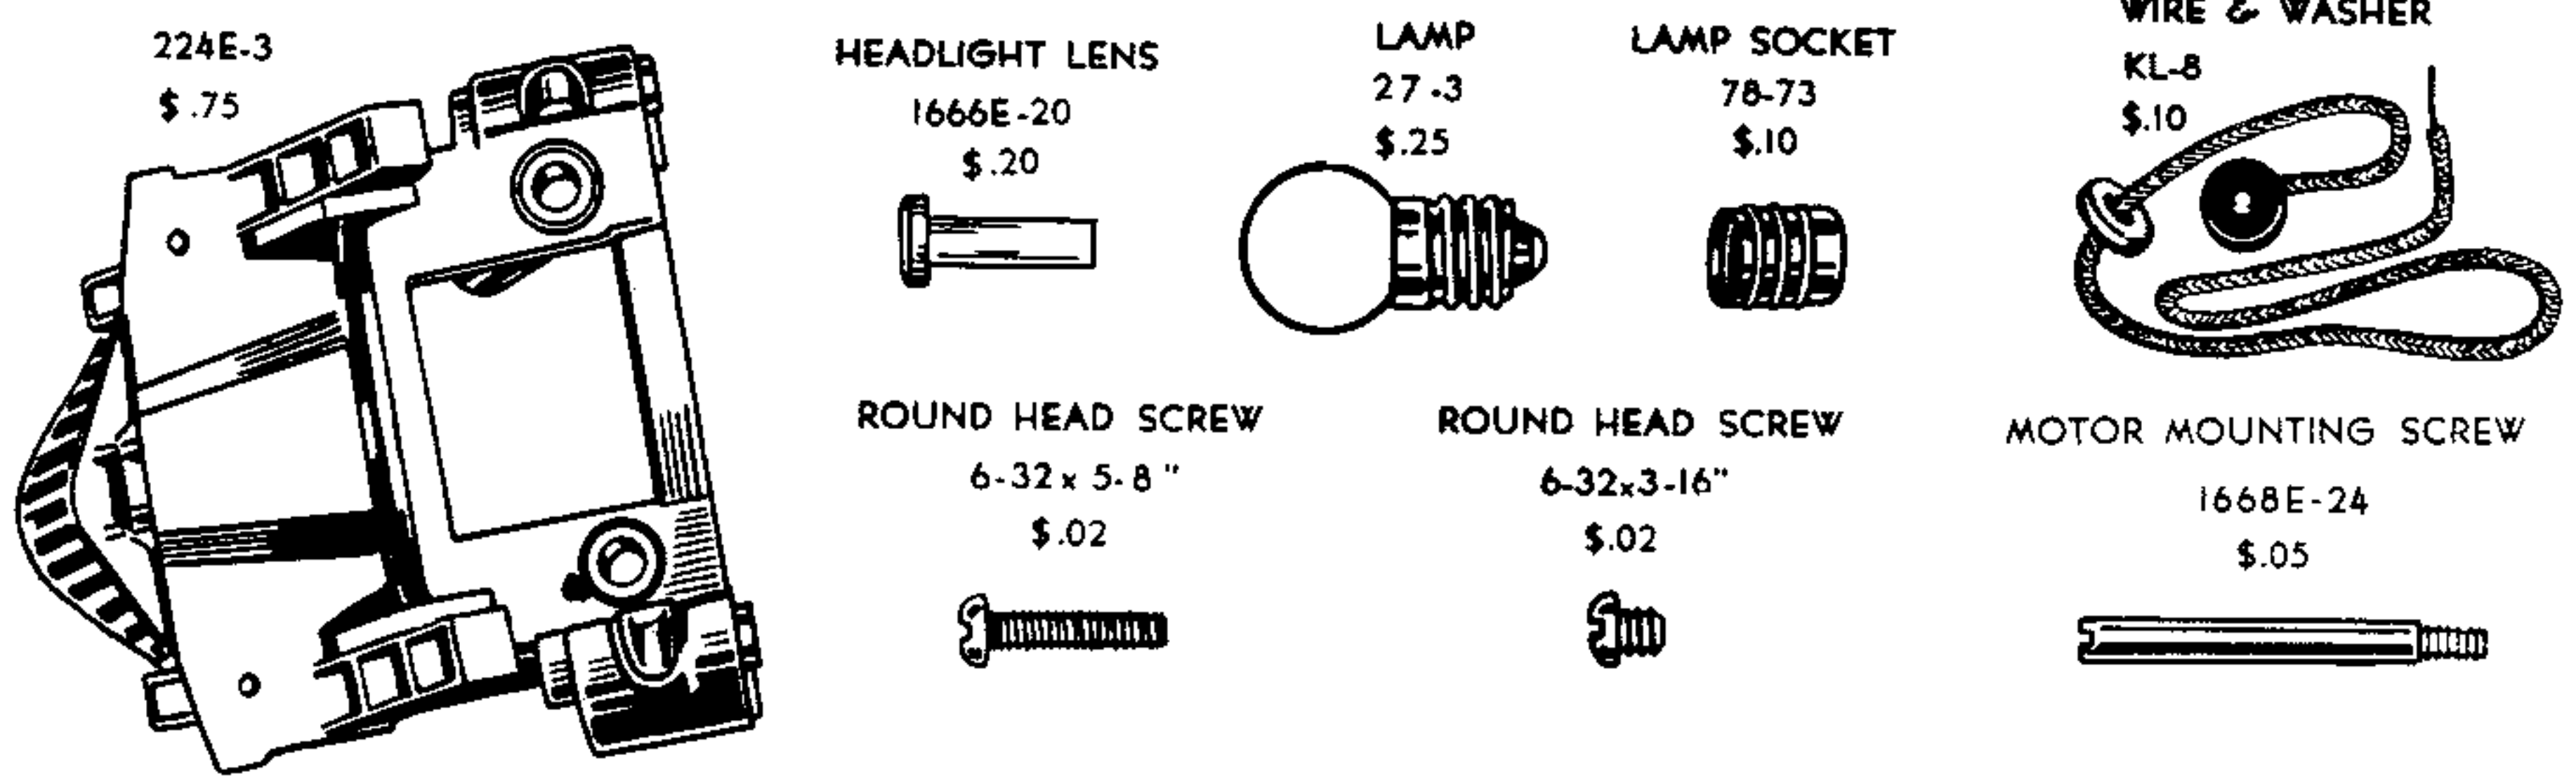 224E-3
$.75
HEADLIGHT LENS
1666E-20
$.20
LAMP
27-3
$.25
LAMP SOCKET
78-73
$.10
WIRE & WASHER
KL-8
$.10
ROUND HEAD SCREW
6-32x 5-8"
$.02
ROUND HEAD SCREW
6-32x3-16"
$.02
MOTOR MOUNTING SCREW
1668E-24
$.05